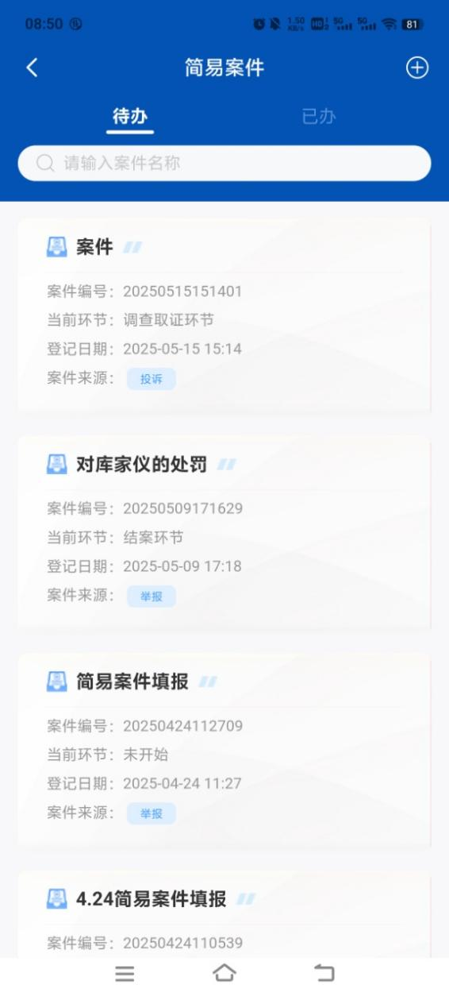 08:50
1.50 KB/s HD 5G 5G 81
简易案件
待办 已办
请输入案件名称
案件
案件编号：20250515151401
当前环节：调查取证环节
登记日期：2025-05-15 15:14
案件来源：投诉
对库家仪的处罚
案件编号：20250509171629
当前环节：结案环节
登记日期：2025-05-09 17:18
案件来源：举报
简易案件填报
案件编号：20250424112709
当前环节：未开始
登记日期：2025-04-24 11:27
案件来源：举报
4.24简易案件填报
案件编号：20250424110539